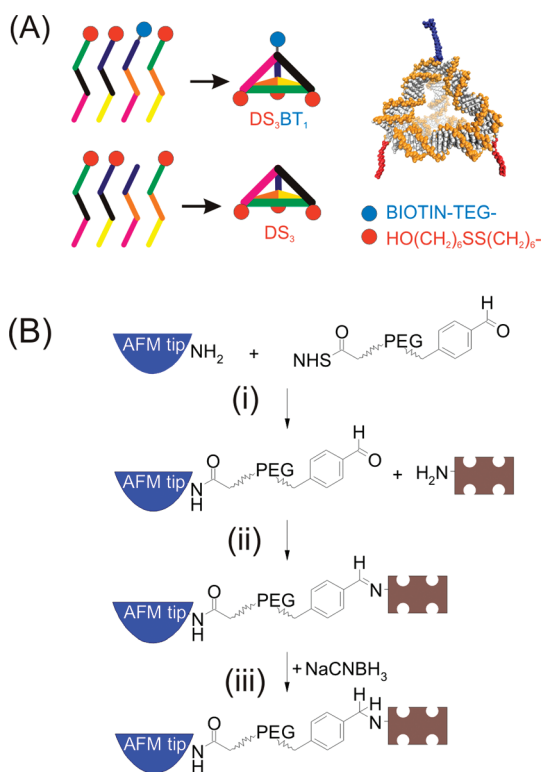 (A)
DS3BT1
DS3
BIOTIN-TEG-
HO(CH2)6SS(CH2)6-
(B)
AFM tip
NH2
+
NHS
O
PEG
H
O
(i)
AFM tip
N
H
O
PEG
H
O
+
H2N
(ii)
AFM tip
N
H
O
PEG
H
N
(iii)
+ NaCNBH3
AFM tip
N
H
O
PEG
H
H
N